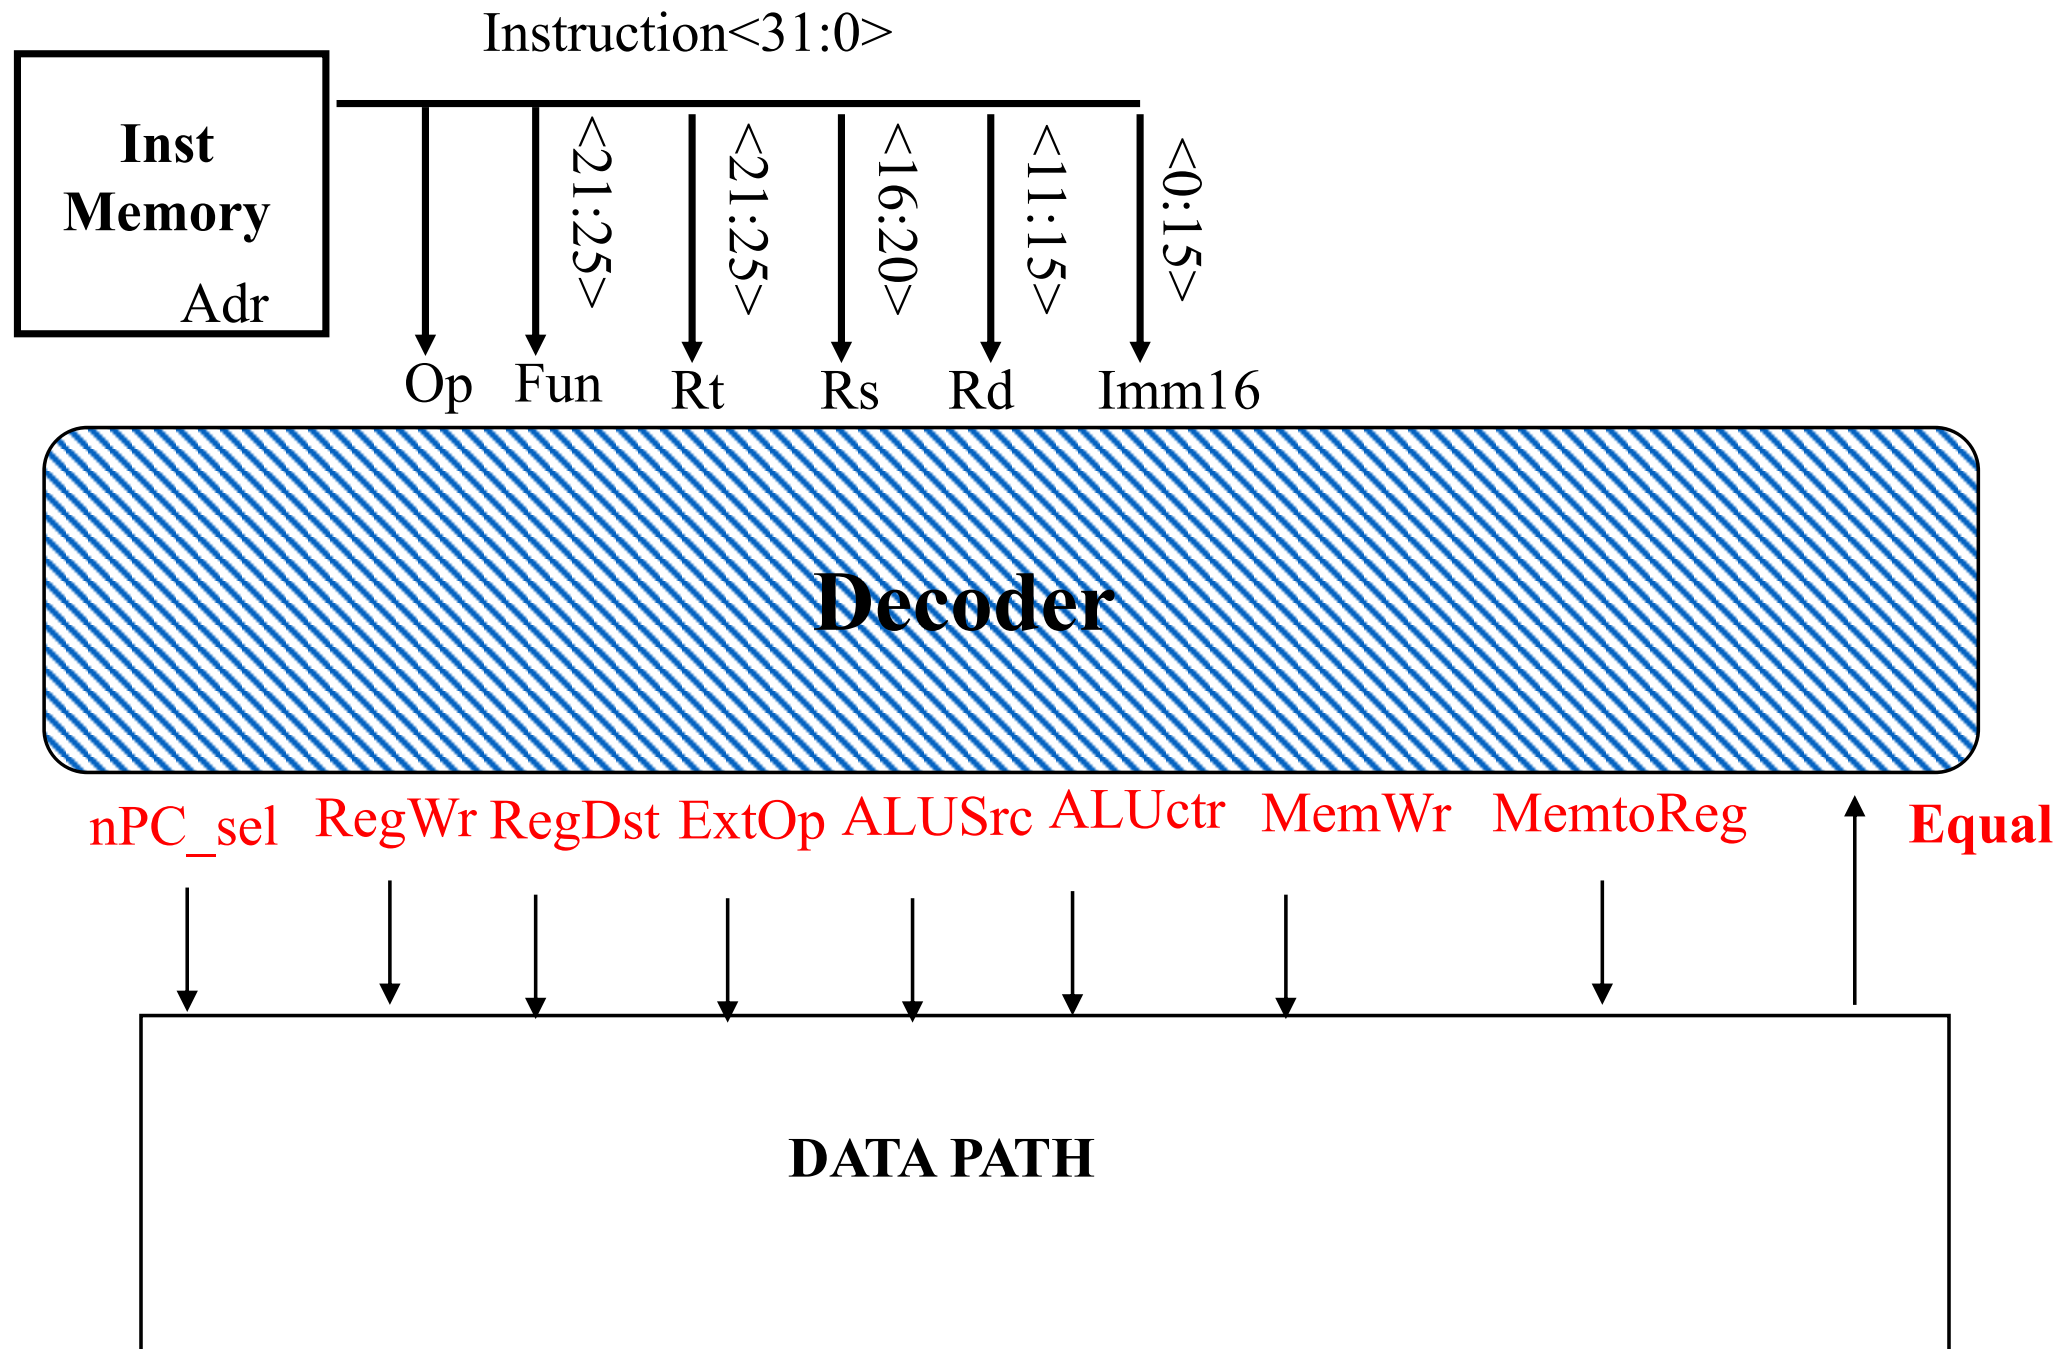 Instruction<31:0>
Inst
Memory
Adr
<21:25>
<21:25>
<16:20>
<11:15>
<0:15>
Op Fun Rt Rs Rd Imm16
Decoder
nPC_sel RegWr RegDst ExtOp ALUSrc ALUctr MemWr MemtoReg Equal
DATA PATH